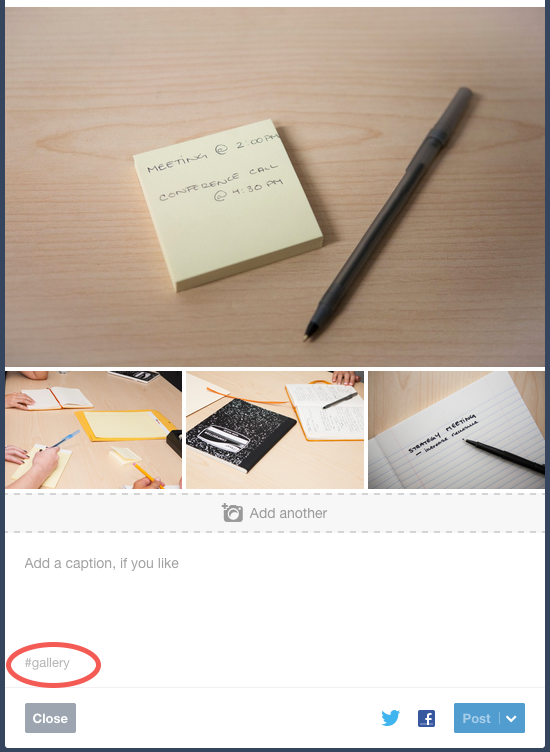 MEETING @ 2:00PM
CONFERENCE CALL
@ 4:30 PM
STRATEGY MEETING
Add another
Add a caption, if you like
#gallery
Close
Post